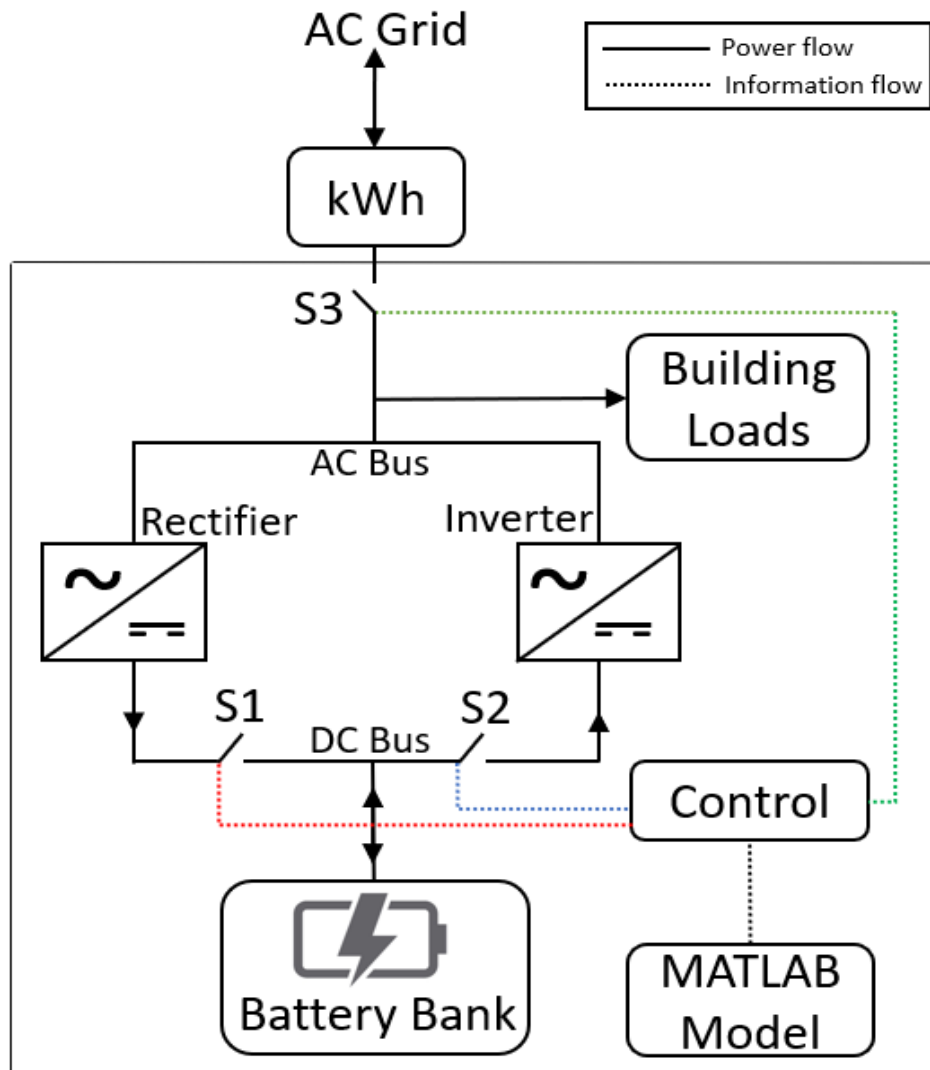 AC Grid
Power flow
Information flow
kWh
S3
Building
Loads
AC Bus
Rectifier
Inverter
S1
S2
DC Bus
Control
Battery Bank
MATLAB
Model